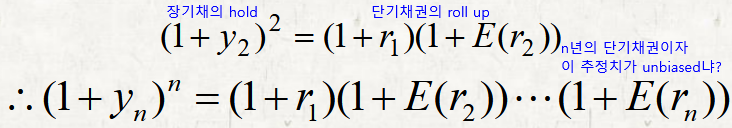 장기채의 hold 단기채권의 roll up
(1+y₂)² = (1+r₁)(1+E(r₂))
n년의 단기채권이자
이 추정치가 unbiased냐?
∴(1+yₙ)ⁿ = (1+r₁)(1+E(r₂))⋯(1+E(rₙ))